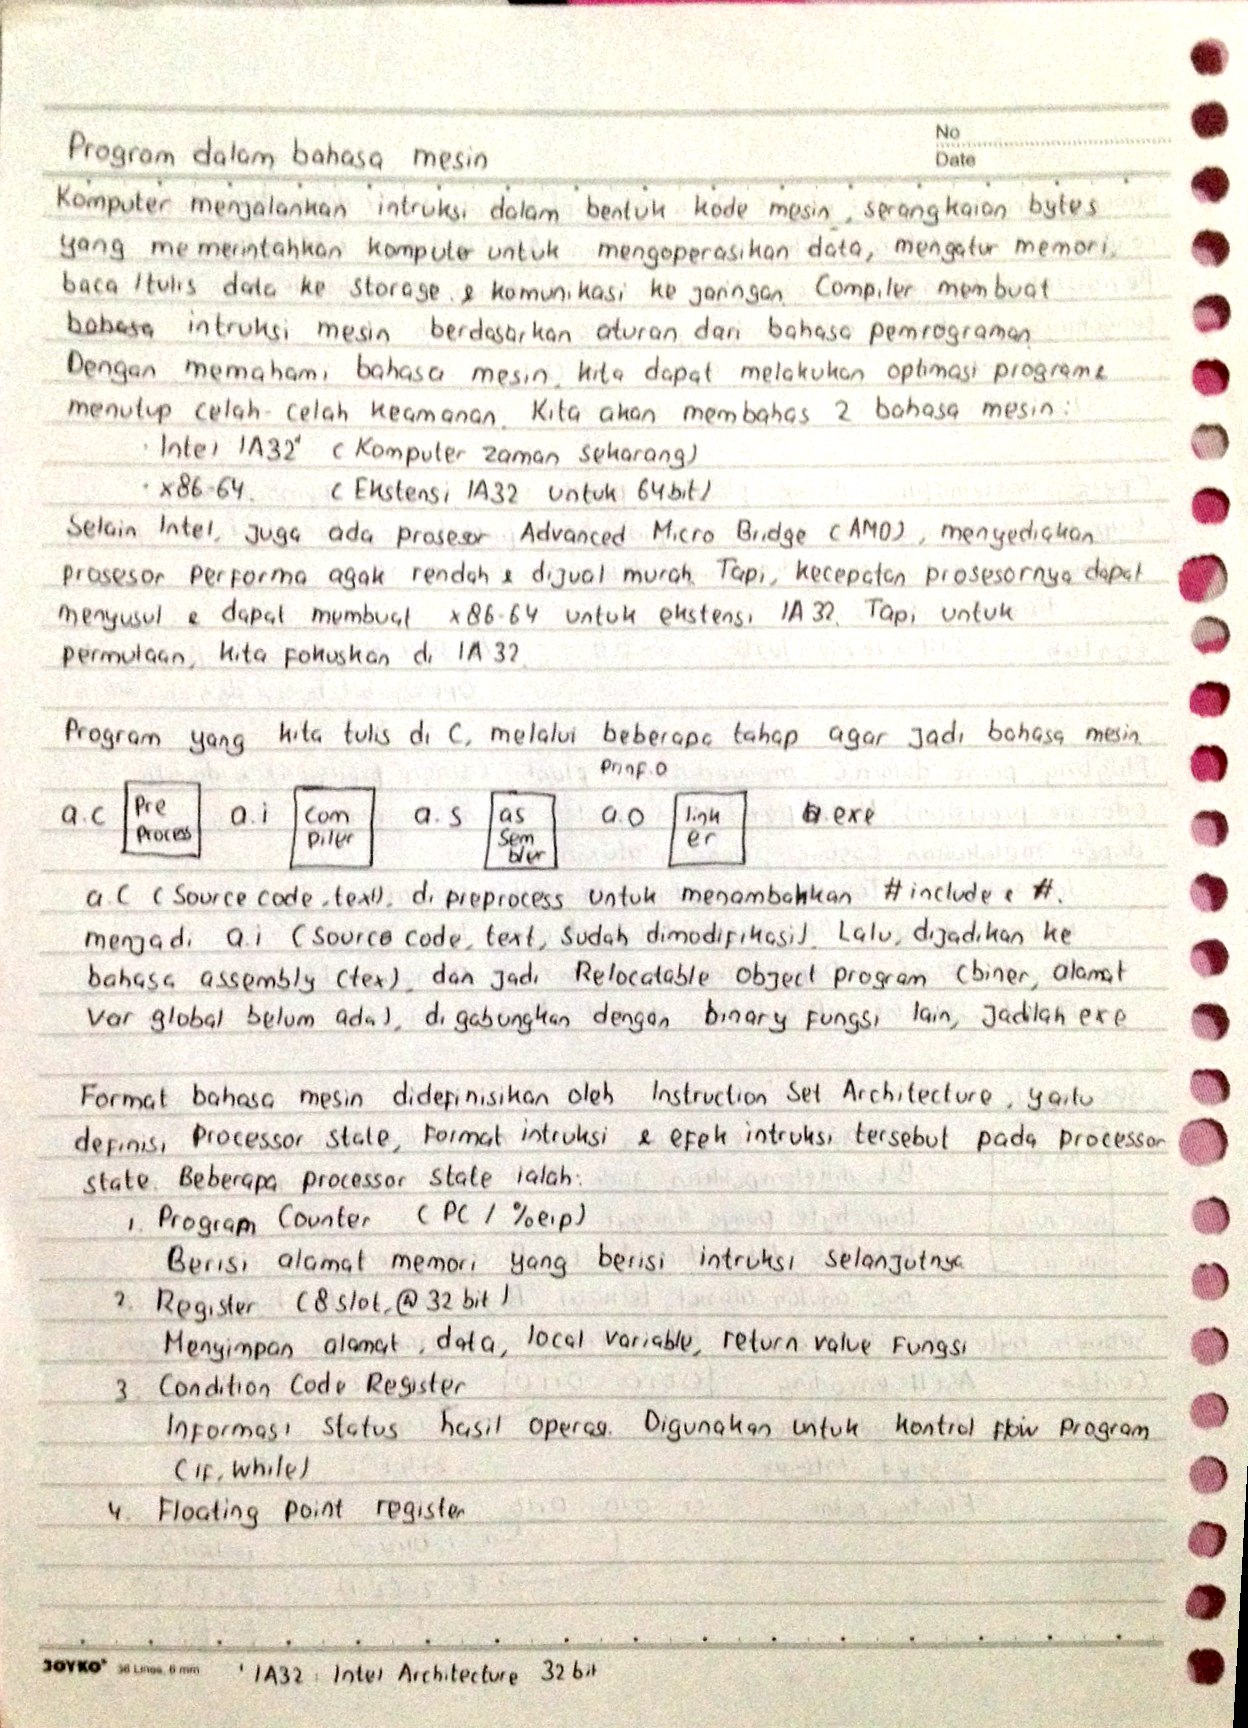 No
Date
Program dalam bahasa mesin
Komputer menjalankan intruksi dalam bentuk kode mesin, serangkaian bytes
yang memerintahkan komputer untuk mengoperasikan data, mengatur memori,
baca/tulis data ke storage, & komunikasi ke jaringan. Compiler membuat
bahasa intruksi mesin berdasarkan aturan dari bahasa pemrograman.
Dengan memahami bahasa mesin, kita dapat melakukan optimasi program &
menutup celah-celah keamanan. Kita akan membahas 2 bahasa mesin:
· Intel IA32' (Komputer zaman sekarang)
· x86-64. (Ekstensi IA32 untuk 64bit)
Selain Intel, juga ada prosesor Advanced Micro Bridge (AMD), menyediakan
prosesor performa agak rendah & dijual murah. Tapi, kecepatan prosesornya dapat
menyusul & dapat membuat x86-64 untuk ekstensi IA32. Tapi untuk
permulaan, kita fokuskan di IA32.
Program yang kita tulis di C, melalui beberapa tahap agar jadi bahasa mesin.
printf.o
a.c Pre process a.i Com piler a.s as sem bler a.o link er .exe
a.c (source code, text), di preprocess untuk menambahkan #include & #.
menjadi a.i (source code, text, sudah dimodifikasi). Lalu, dijadikan ke
bahasa assembly (tex), dan jadi Relocatable object program (biner, alamat
var global belum ada), di gabungkan dengan binary fungsi lain, jadilah exe
Format bahasa mesin didefinisikan oleh Instruction Set Architecture, yaitu
definisi processor state, format intruksi & efek intruksi tersebut pada processor
state. Beberapa processor state ialah:
1. Program Counter (PC / %eip)
Berisi alamat memori yang berisi intruksi selanjutnya
2. Register (8 slot, @ 32 bit)
Menyimpan alamat, data, local variable, return value fungsi
3. Condition Code Register
Informasi status hasil operasi. Digunakan untuk kontrol flow program
(if, while)
4. Floating point register
JOYKO 36 Lines, 6 mm ' IA32 : Intel Architecture 32 bit